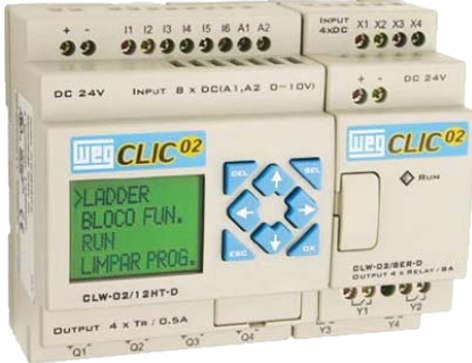 + - I1 I2 I3 I4 I5 I6 A1 A2
DC 24V INPUT 8 x DC(A1,A2 0-10V)
weg CLIC 02
DEL SEL
ESC OK
>LADDER
BLOCO FUN.
RUN
LIMPAR PROG.
CLW-02/12HT-D
OUTPUT 4 x TR / 0.5A
Q1 Q2 Q3 Q4
INPUT 4xDC X1 X2 X3 X4
+ - DC 24V
weg CLIC 02
RUN
CLW-02/8ER-D
OUTPUT 4 x RELAY / 8A
Y1 Y2
Y3 Y4